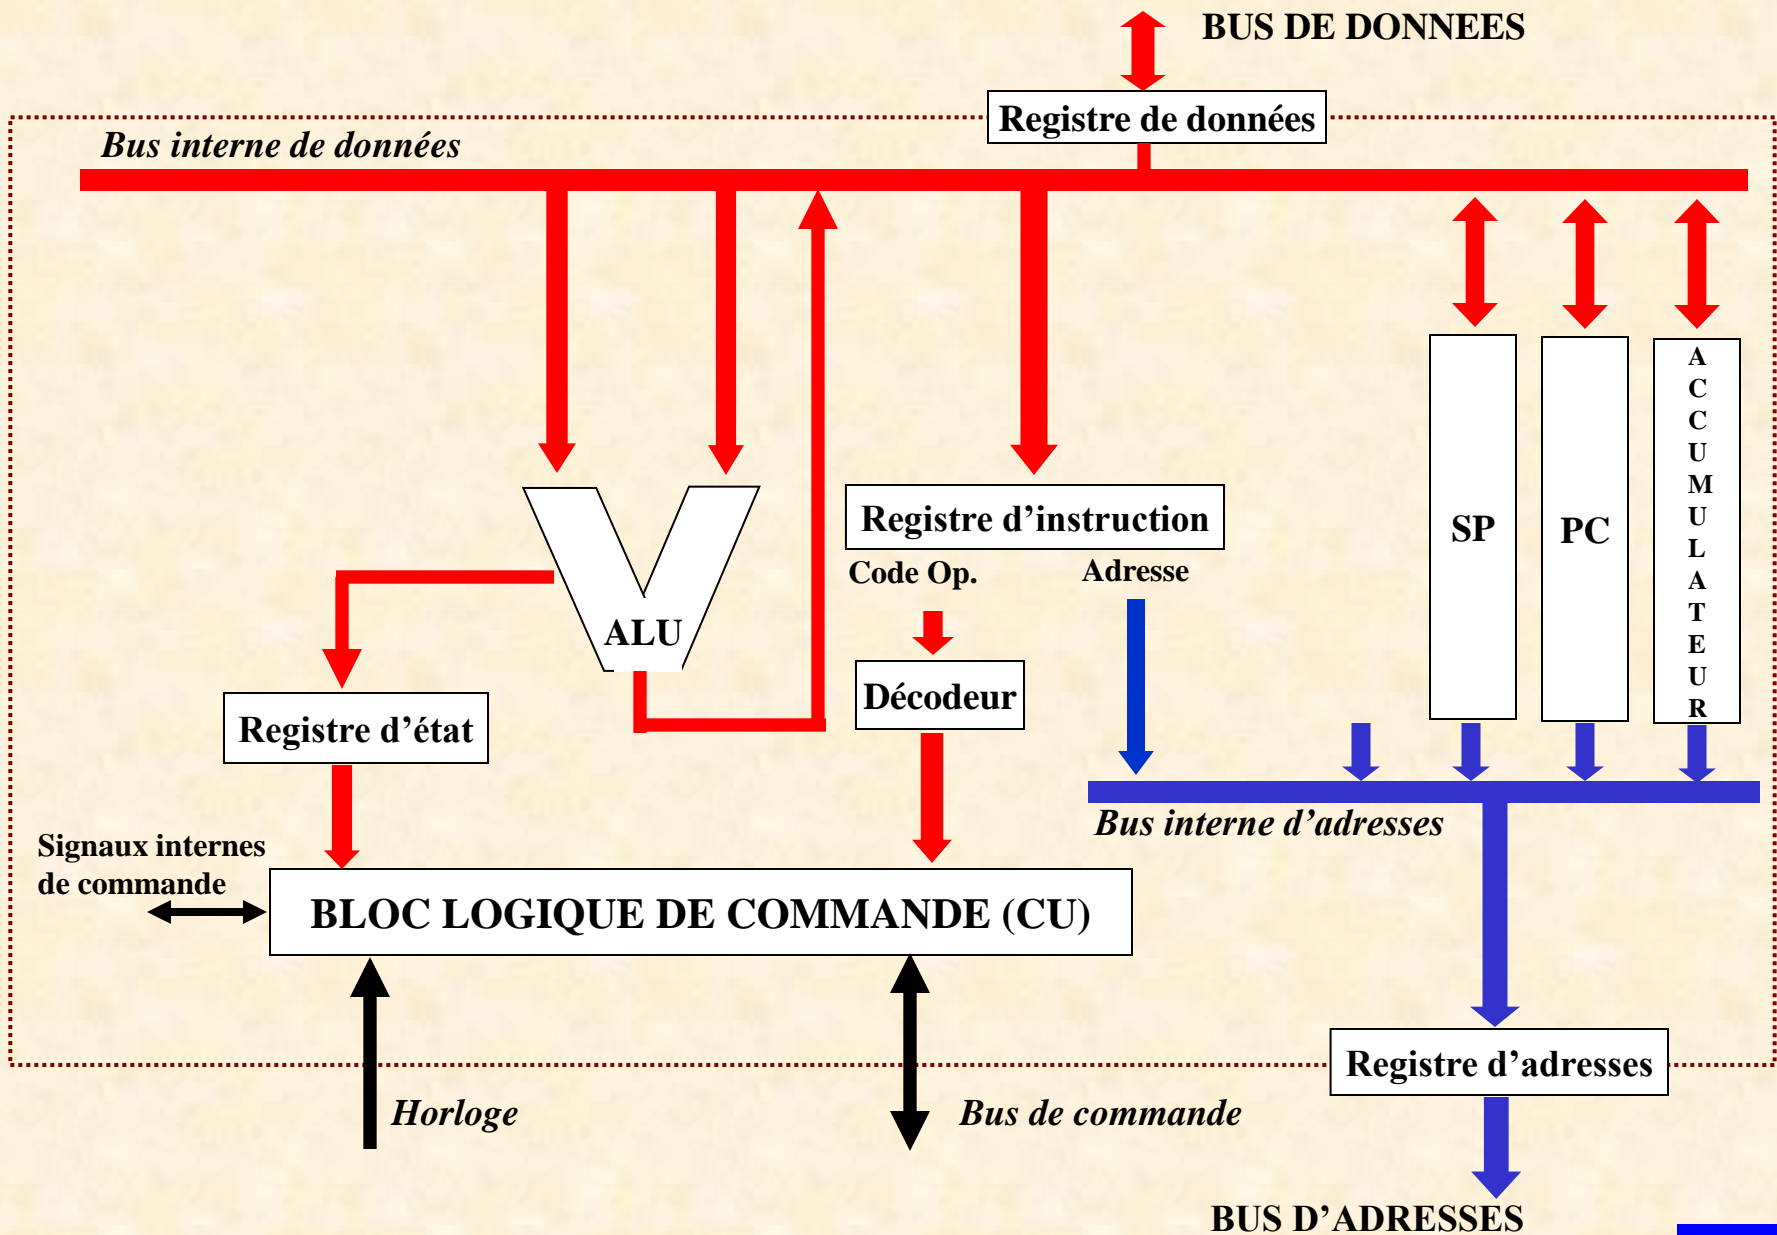 BUS DE DONNEES
Registre de données
Bus interne de données
Registre d’instruction
Code Op.
Adresse
SP
PC
ACCUMULATEUR
ALU
Décodeur
Registre d’état
Bus interne d’adresses
Signaux internes
de commande
BLOC LOGIQUE DE COMMANDE (CU)
Registre d’adresses
Horloge
Bus de commande
BUS D’ADRESSES